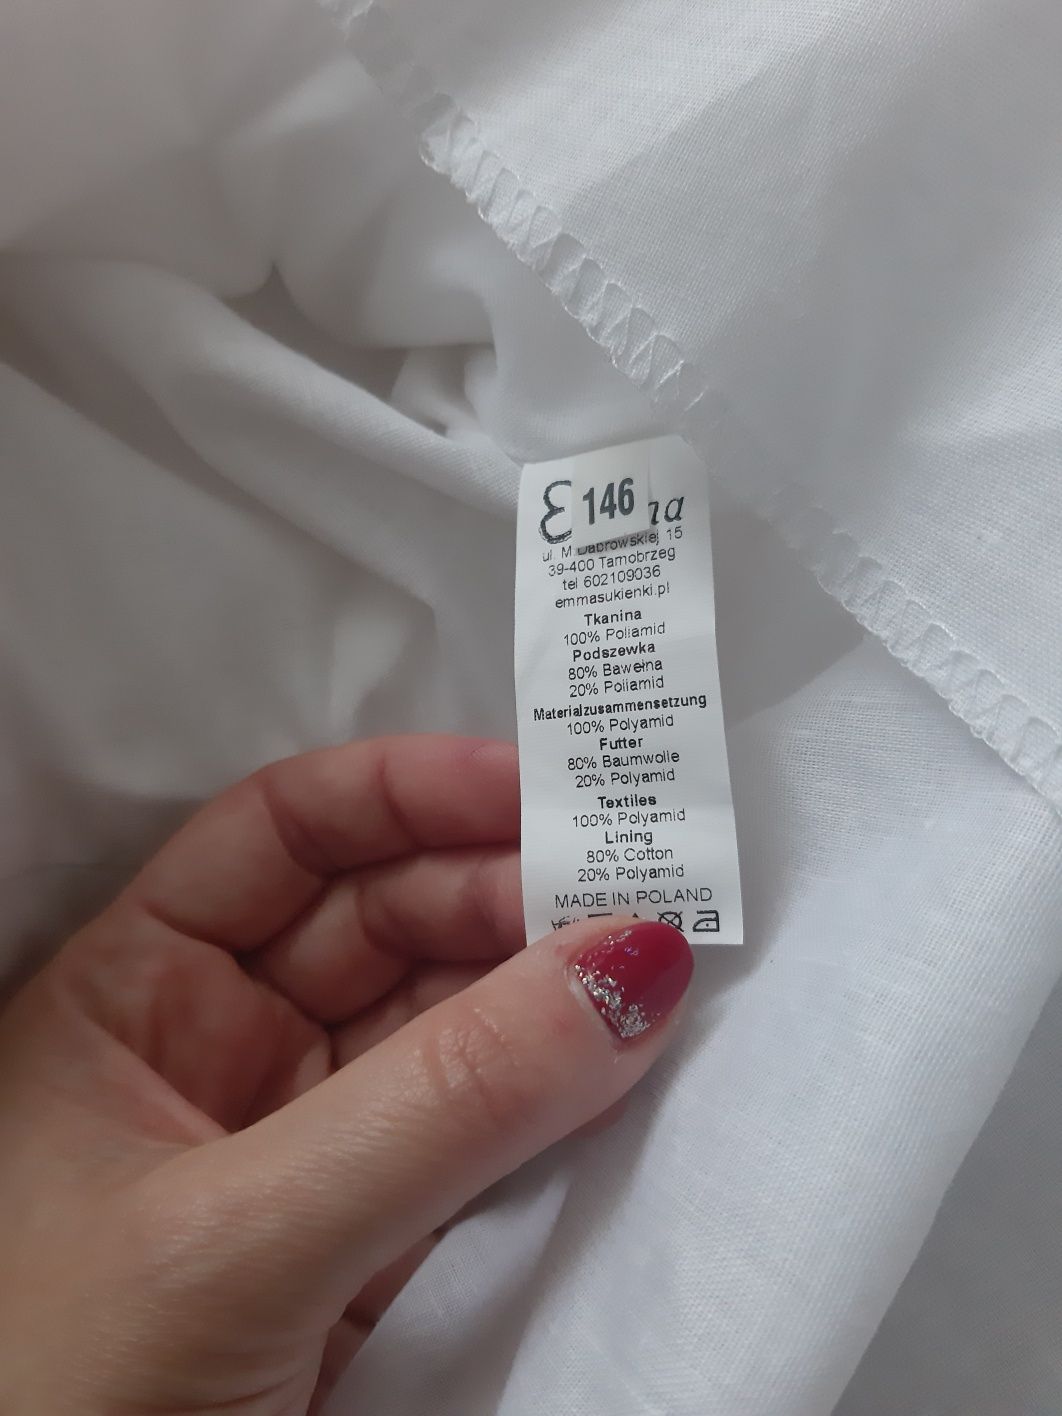 146
ul. M. Dąbrowskiej 15
39-400 Tarnobrzeg
tel 602109036
emmasukienki.pl
Tkanina
100% Poliamid
Podszewka
80% Bawełna
20% Poliamid
Materialzusammensetzung
100% Polyamid
Futter
80% Baumwolle
20% Polyamid
Textiles
100% Polyamid
Lining
80% Cotton
20% Polyamid
MADE IN POLAND